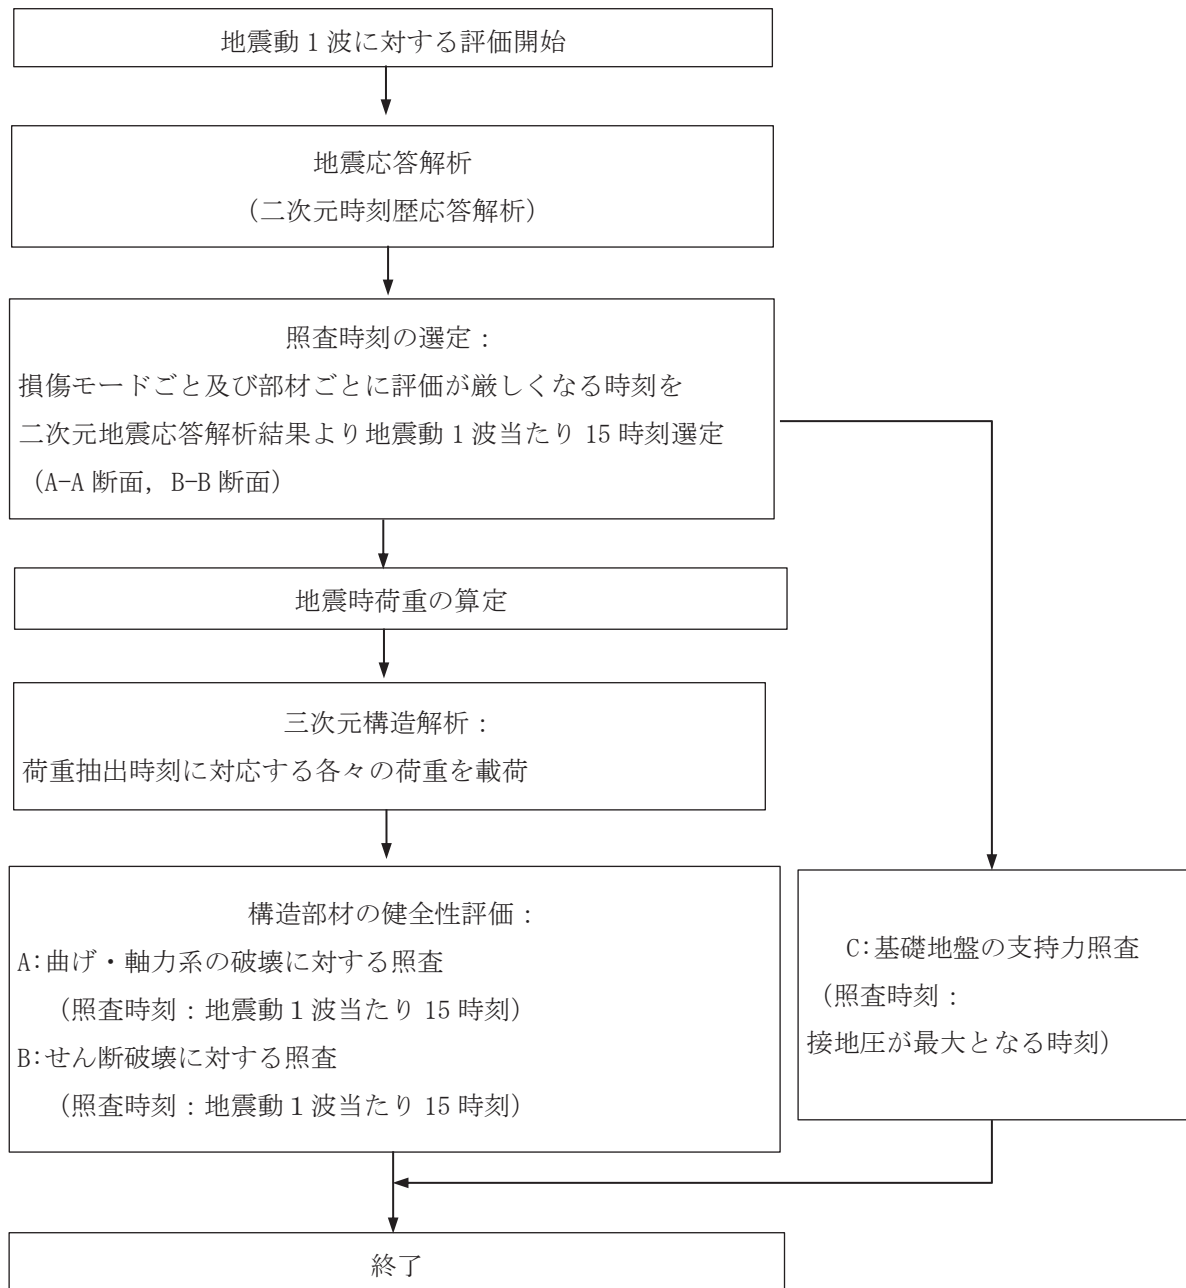 地震動 1 波に対する評価開始
地震応答解析
（二次元時刻歴応答解析）
照査時刻の選定：
損傷モードごと及び部材ごとに評価が厳しくなる時刻を
二次元地震応答解析結果より地震動 1 波当たり 15 時刻選定
（A-A 断面，B-B 断面）
地震時荷重の算定
三次元構造解析：
荷重抽出時刻に対応する各々の荷重を載荷
構造部材の健全性評価：
A:曲げ・軸力系の破壊に対する照査
（照査時刻：地震動１波当たり 15 時刻）
B:せん断破壊に対する照査
（照査時刻：地震動１波当たり 15 時刻）
C:基礎地盤の支持力照査
（照査時刻：
接地圧が最大となる時刻）
終了